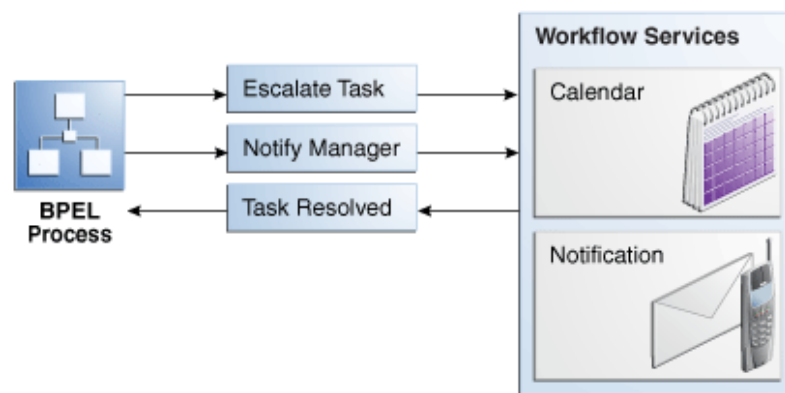 Workflow Services
Escalate Task
Calendar
Notify Manager
BPEL
Process
Task Resolved
Notification